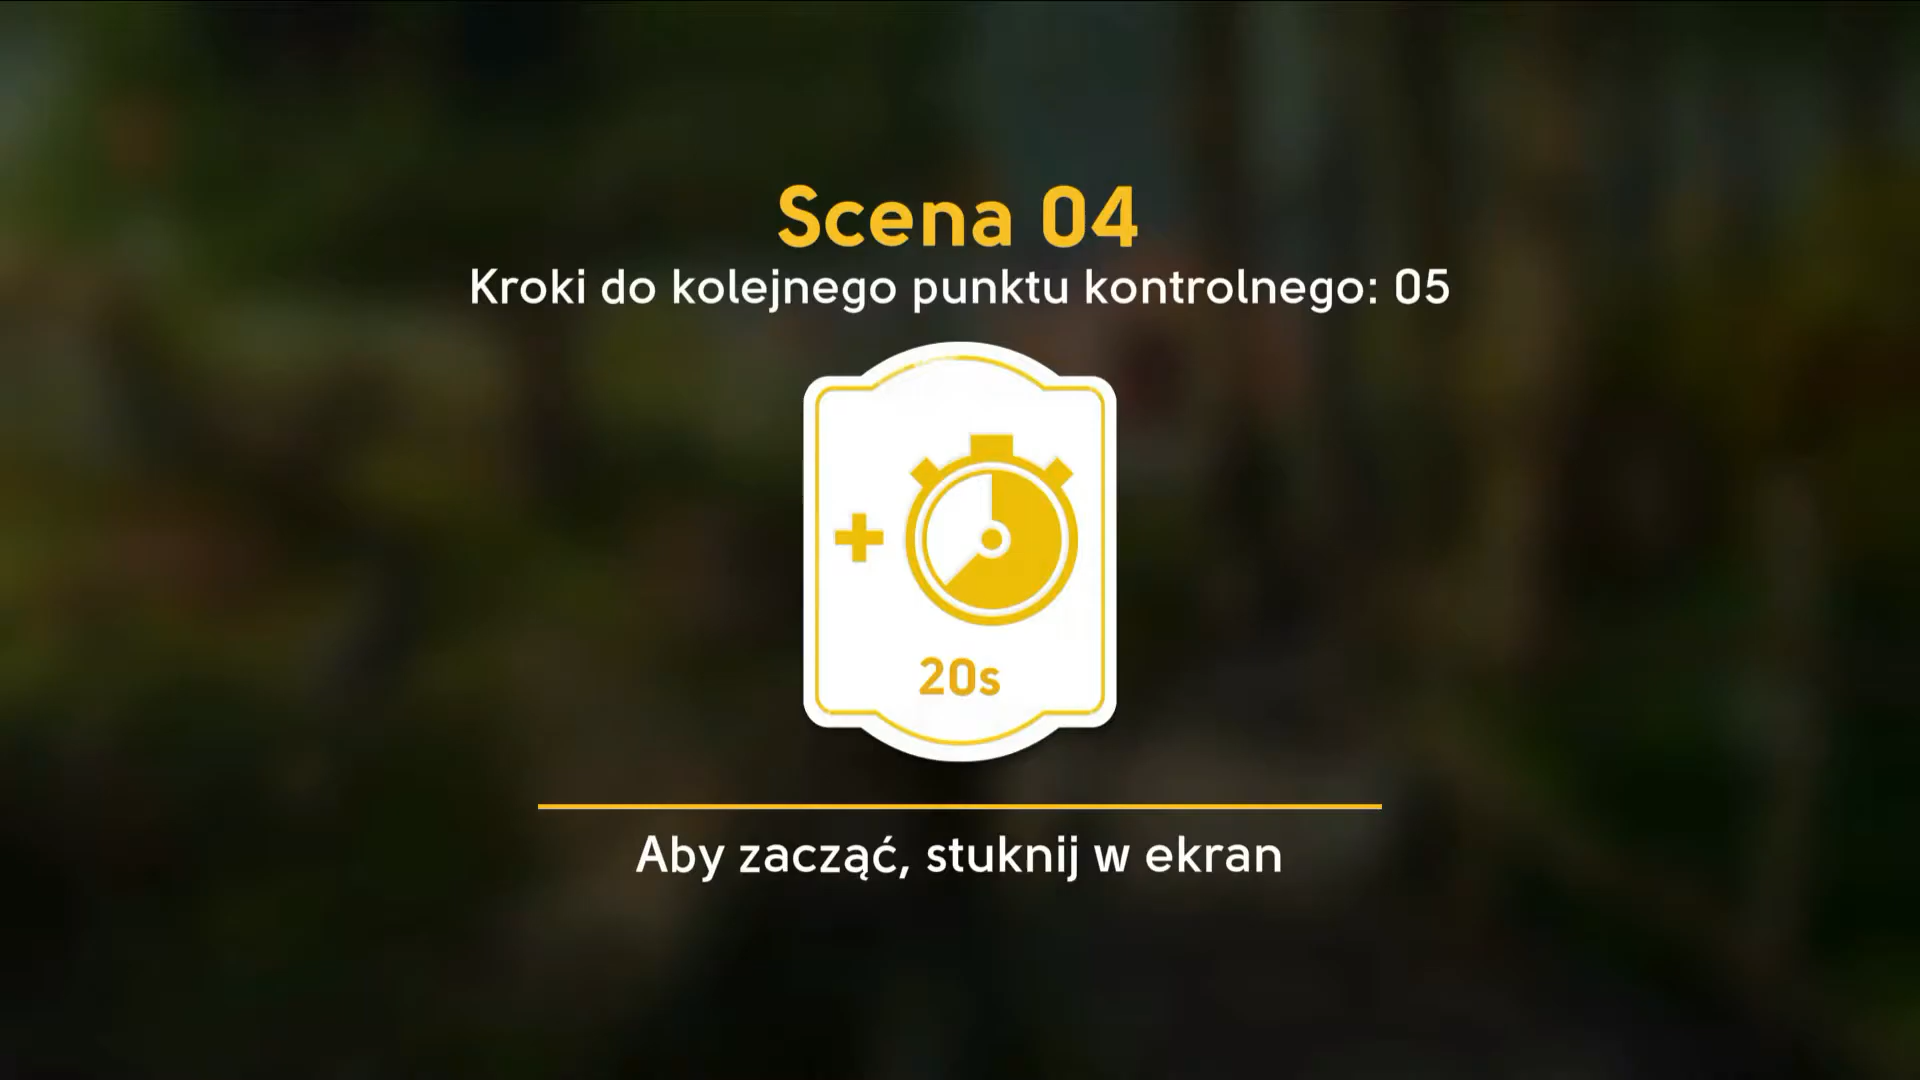 Scena 04
Kroki do kolejnego punktu kontrolnego: 05
+
20s
Aby zacząć, stuknij w ekran